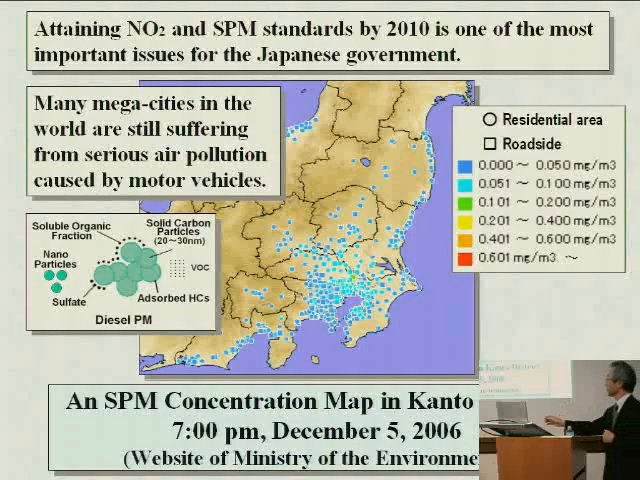 Attaining NO2 and SPM standards by 2010 is one of the most
important issues for the Japanese government.
Many mega-cities in the
world are still suffering
from serious air pollution
caused by motor vehicles.
Residential area
Roadside
0.000 ～ 0.050 mg/m3
0.051 ～ 0.100 mg/m3
0.101 ～ 0.200 mg/m3
0.201 ～ 0.400 mg/m3
0.401 ～ 0.600 mg/m3
0.601 mg/m3 ～
Soluble Organic
Fraction
Solid Carbon
Particles
(20～30nm)
Nano
Particles
VOC
Sulfate
Adsorbed HCs
Diesel PM
An SPM Concentration Map in Kanto
7:00 pm, December 5, 2006
(Website of Ministry of the Environme